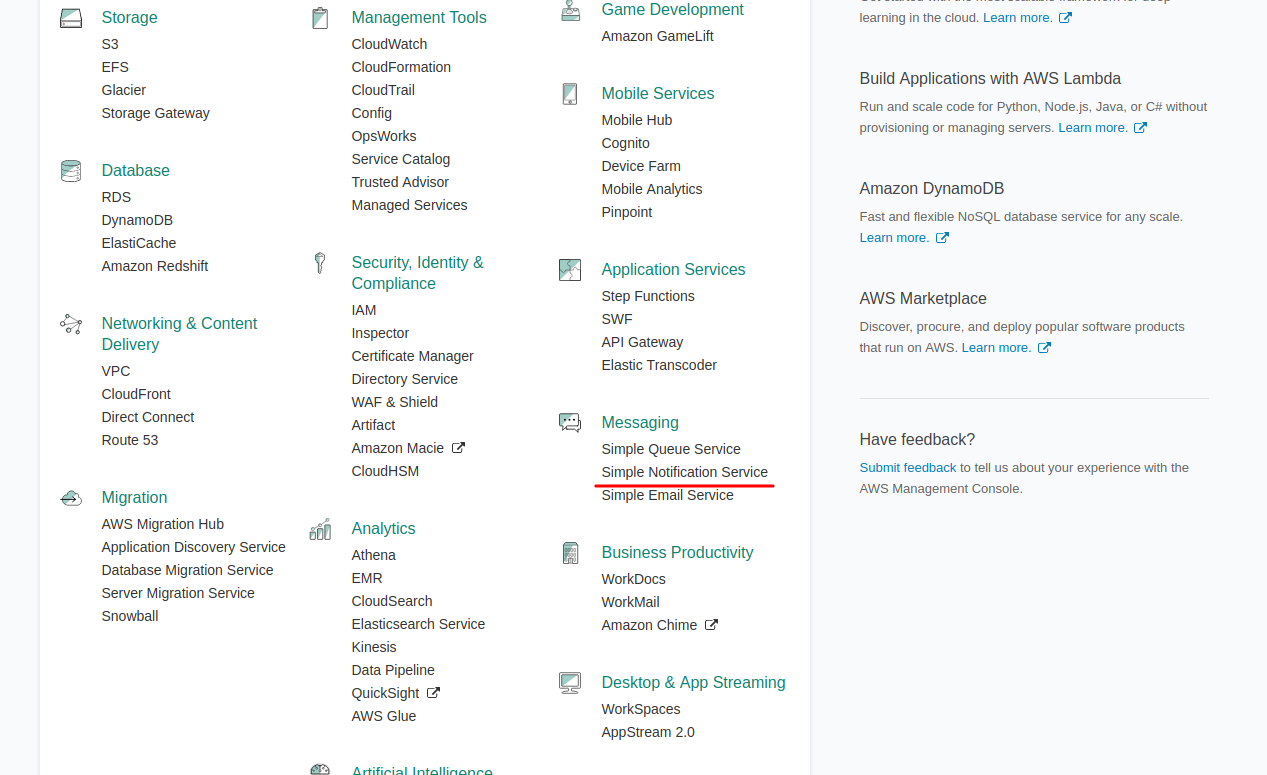 Storage
S3
EFS
Glacier
Storage Gateway
Database
RDS
DynamoDB
ElastiCache
Amazon Redshift
Networking & Content
Delivery
VPC
CloudFront
Direct Connect
Route 53
Migration
AWS Migration Hub
Application Discovery Service
Database Migration Service
Server Migration Service
Snowball
Management Tools
CloudWatch
CloudFormation
CloudTrail
Config
OpsWorks
Service Catalog
Trusted Advisor
Managed Services
Security, Identity &
Compliance
IAM
Inspector
Certificate Manager
Directory Service
WAF & Shield
Artifact
Amazon Macie
CloudHSM
Analytics
Athena
EMR
CloudSearch
Elasticsearch Service
Kinesis
Data Pipeline
QuickSight
AWS Glue
Artificial Intelligence
Game Development
Amazon GameLift
Mobile Services
Mobile Hub
Cognito
Device Farm
Mobile Analytics
Pinpoint
Application Services
Step Functions
SWF
API Gateway
Elastic Transcoder
Messaging
Simple Queue Service
Simple Notification Service
Simple Email Service
Business Productivity
WorkDocs
WorkMail
Amazon Chime
Desktop & App Streaming
WorkSpaces
AppStream 2.0
learning in the cloud. Learn more.
Build Applications with AWS Lambda
Run and scale code for Python, Node.js, Java, or C# without
provisioning or managing servers. Learn more.
Amazon DynamoDB
Fast and flexible NoSQL database service for any scale.
Learn more.
AWS Marketplace
Discover, procure, and deploy popular software products
that run on AWS. Learn more.
Have feedback?
Submit feedback to tell us about your experience with the
AWS Management Console.